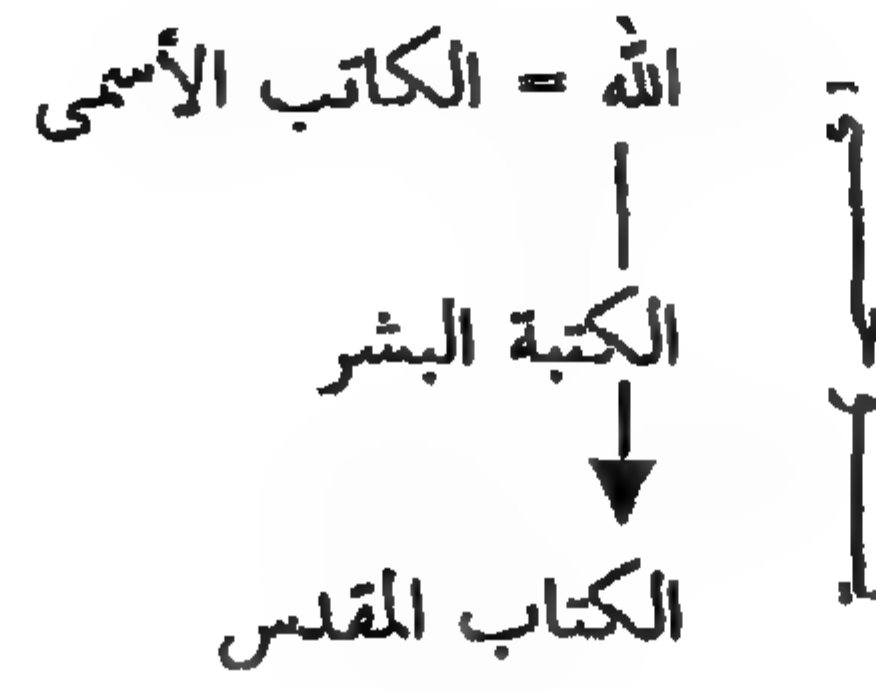 الله = الكاتب الأسمى
الكتبة البشر
الكتاب المقدس